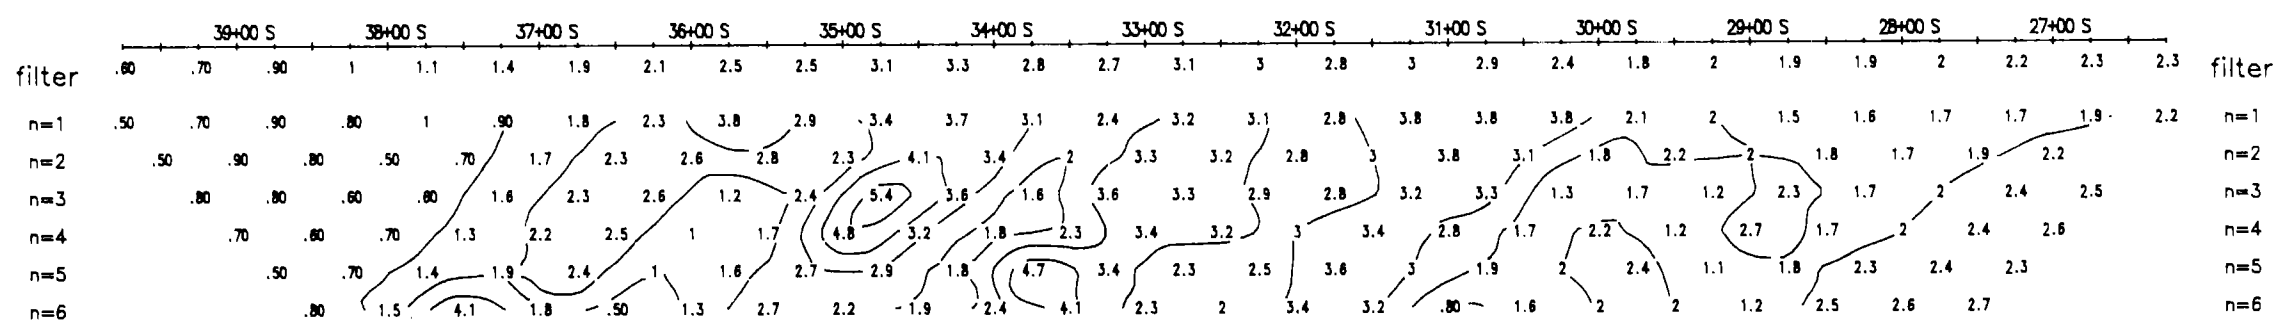 39+00 S 38+00 S 37+00 S 36+00 S 35+00 S 34+00 S 33+00 S 32+00 S 31+00 S 30+00 S 29+00 S 28+00 S 27+00 S
filter .60 .70 .90 1 1.1 1.4 1.9 2.1 2.5 2.5 3.1 3.3 2.8 2.7 3.1 3 2.8 3 2.9 2.4 1.8 2 1.9 1.9 2 2.2 2.3 2.3 filter
n=1 .50 .70 .90 .80 1 .90 1.8 2.3 3.8 2.9 3.4 3.7 3.1 2.4 3.2 3.1 2.8 3.8 3.8 3.8 2.1 2 1.5 1.6 1.7 1.7 1.9 2.2 n=1
n=2 .50 .90 .80 .50 .70 1.7 2.3 2.6 2.8 2.3 4.1 3.4 2 3.3 3.2 2.8 3 3.8 3.1 1.8 2.2 2 1.8 1.7 1.9 2.2 n=2
n=3 .80 .80 .60 .60 1.6 2.3 2.6 1.2 2.4 5.4 3.6 1.6 3.6 3.3 2.9 2.8 3.2 3.3 1.3 1.7 1.2 2.3 1.7 2 2.4 2.5 n=3
n=4 .70 .60 .70 1.3 2.2 2.5 1 1.7 4.8 3.2 1.8 2.3 3.4 3.2 3 3.4 2.8 1.7 2.2 1.2 2.7 1.7 2 2.4 2.6 n=4
n=5 .50 .70 1.4 1.9 2.4 1 1.6 2.7 2.9 1.8 4.7 3.4 2.3 2.5 3.6 3 1.9 2 2.4 1.1 1.8 2.3 2.4 2.3 n=5
n=6 .80 1.5 4.1 1.8 .50 1.3 2.7 2.2 1.9 2.4 4.1 2.3 2 3.4 3.2 .80 1.6 2 2 1.2 2.5 2.6 2.7 n=6